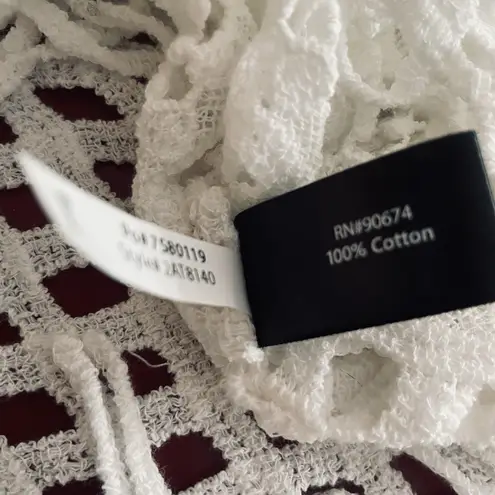 Po# 7580119
Style# 2AT8140
RN#90674
100% Cotton